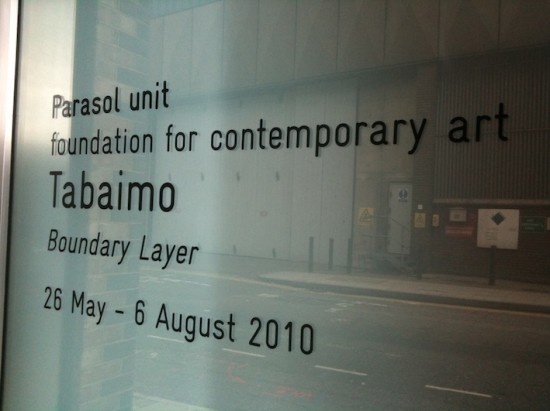 Parasol unit
foundation for contemporary art
Tabaimo
Boundary Layer
26 May - 6 August 2010